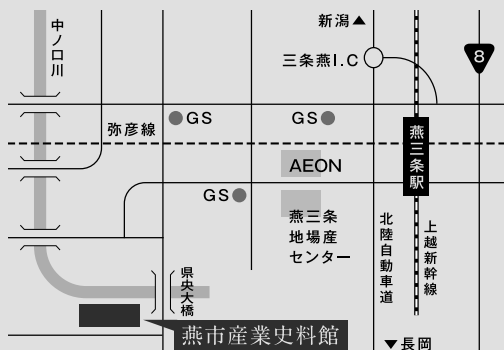 新潟▲
中ノ口川
三条燕I.C
8
弥彦線
GS
GS
燕三条駅
AEON
GS
燕三条
地場産
センター
北陸自動車道
上越新幹線
県央大橋
燕市産業史料館
▼長岡